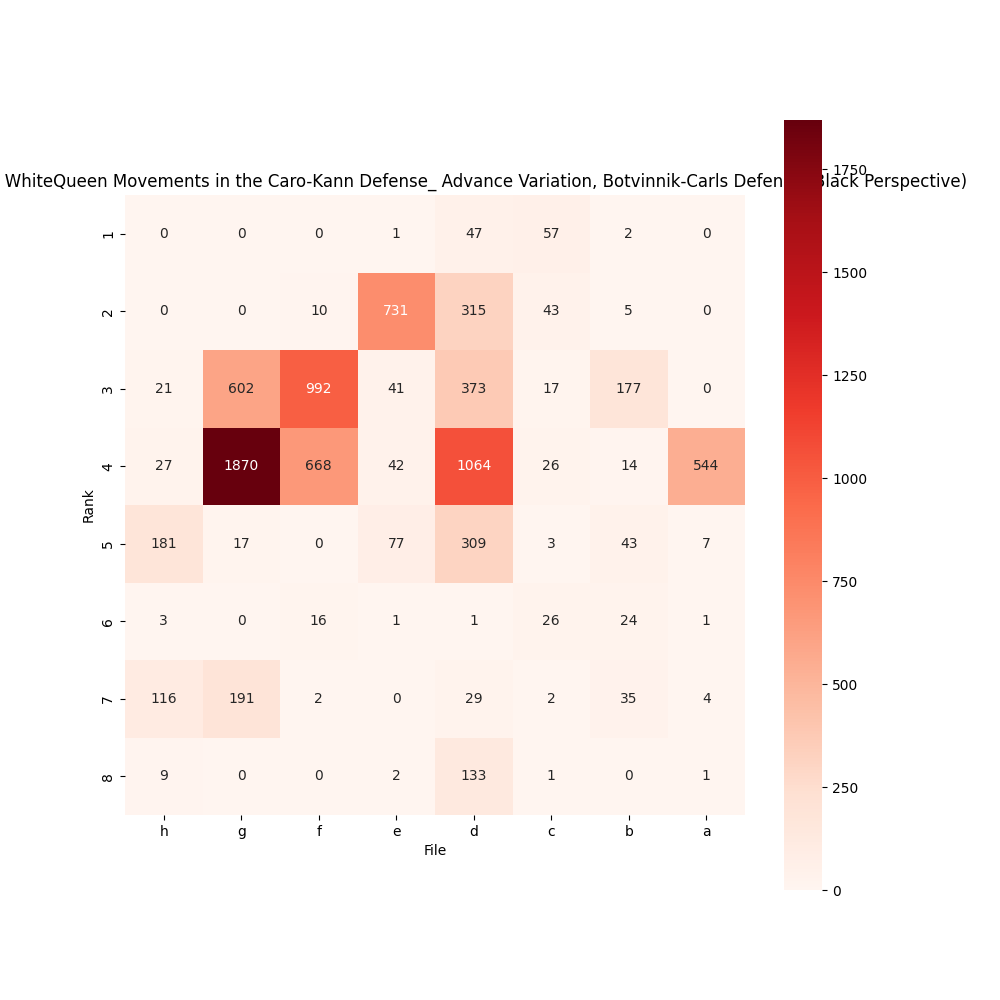 WhiteQueen Movements in the Caro-Kann Defense_ Advance Variation, Botvinnik-Carls Defen Black Perspective)
1 0 0 0 1 47 57 2 0
2 0 0 10 731 315 43 5 0
3 21 602 992 41 373 17 177 0
4 27 1870 668 42 1064 26 14 544
5 181 17 0 77 309 3 43 7
6 3 0 16 1 1 26 24 1
7 116 191 2 0 29 2 35 4
8 9 0 0 2 133 1 0 1
h g f e d c b a
File
Rank
1750
1500
1250
1000
750
500
250
0